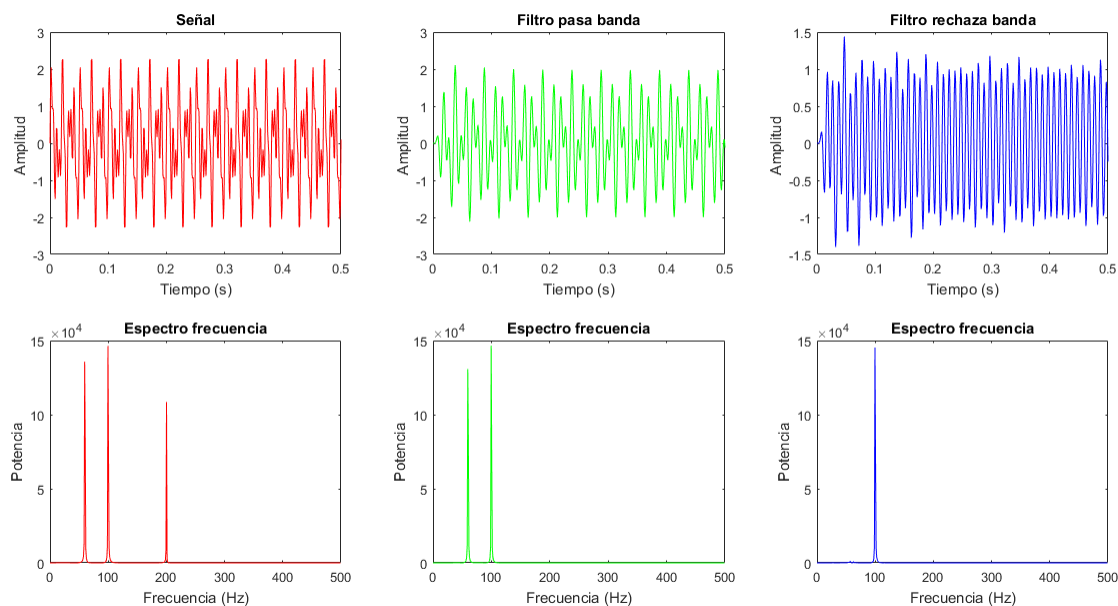 Señal
3
2
1
0
-1
-2
-3
Amplitud
0 0.1 0.2 0.3 0.4 0.5
Tiempo (s)
Filtro pasa banda
3
2
1
0
-1
-2
-3
Amplitud
0 0.1 0.2 0.3 0.4 0.5
Tiempo (s)
Filtro rechaza banda
1.5
1
0.5
0
-0.5
-1
-1.5
Amplitud
0 0.1 0.2 0.3 0.4 0.5
Tiempo (s)
Espectro frecuencia
×10⁴
15
10
5
0
Potencia
0 100 200 300 400 500
Frecuencia (Hz)
Espectro frecuencia
×10⁴
15
10
5
0
Potencia
0 100 200 300 400 500
Frecuencia (Hz)
Espectro frecuencia
×10⁴
15
10
5
0
Potencia
0 100 200 300 400 500
Frecuencia (Hz)